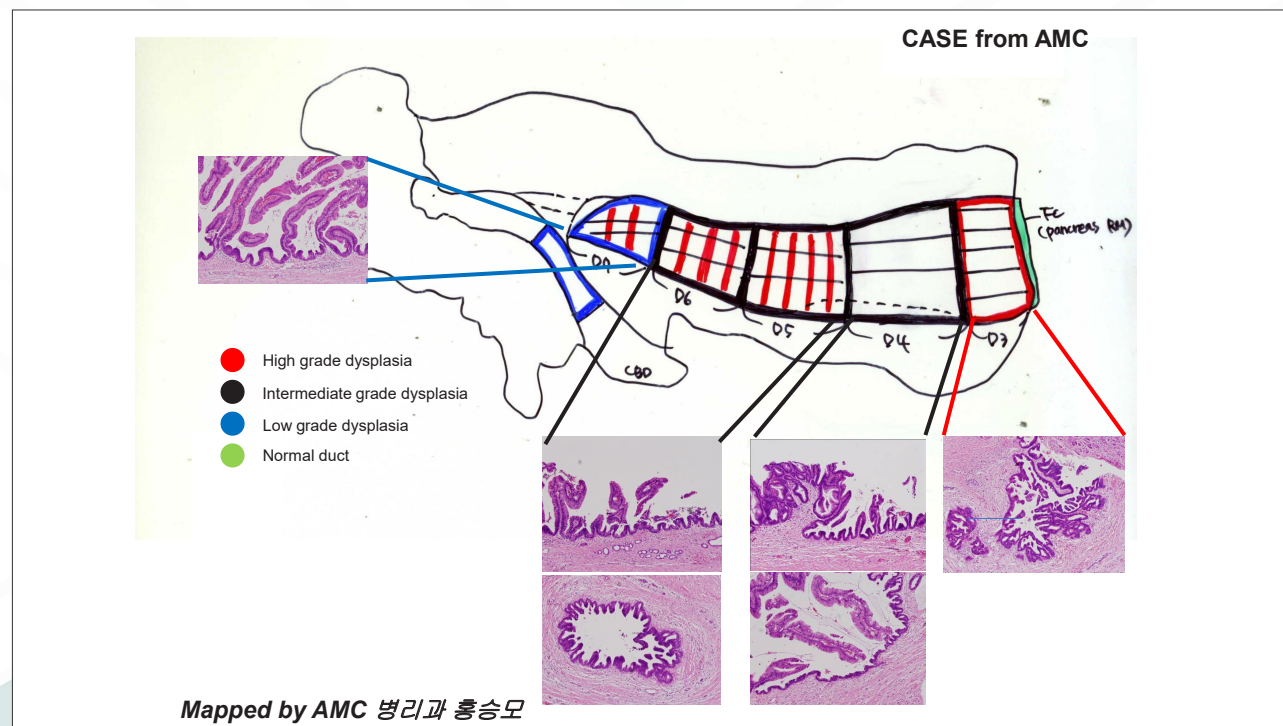 CASE from AMC
FC
(pancreas RM)
D9
D6
D5
D4
D3
CBD
High grade dysplasia
Intermediate grade dysplasia
Low grade dysplasia
Normal duct
Mapped by AMC 병리과 홍승모